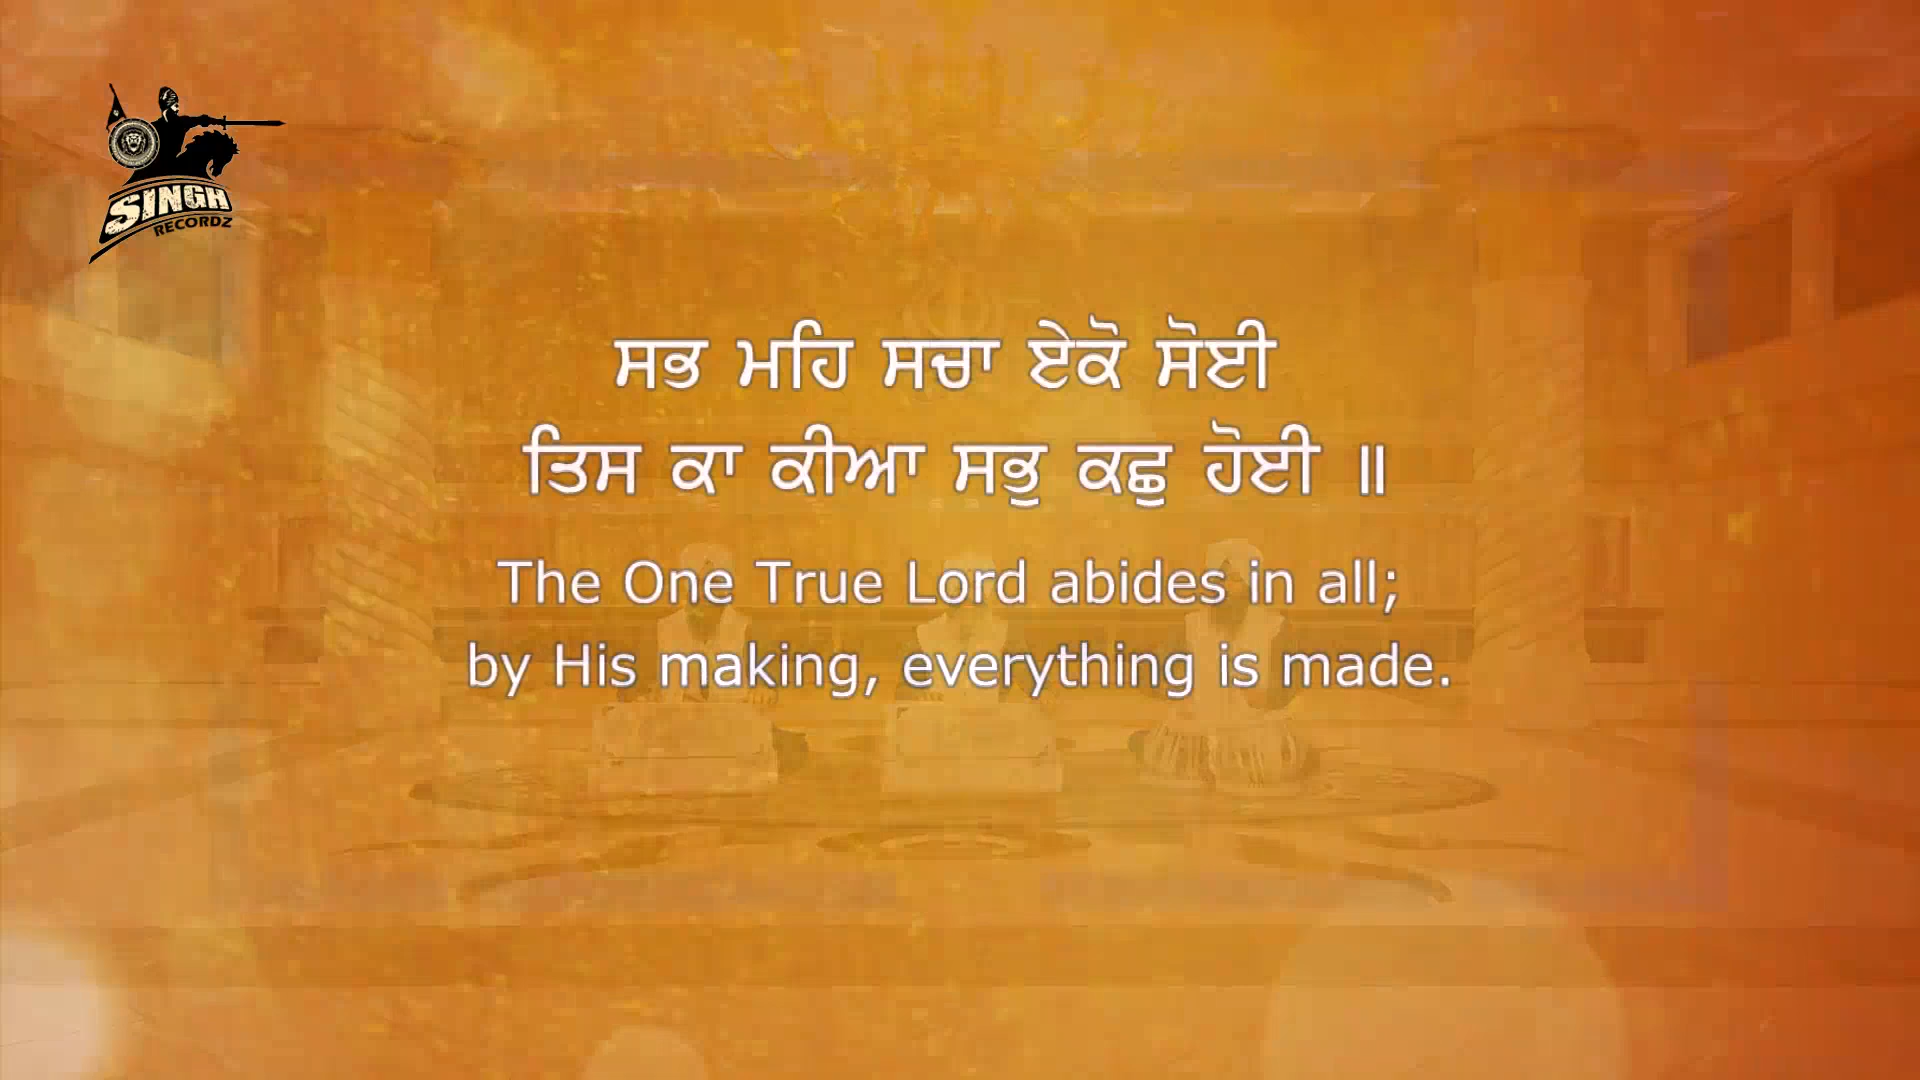 SINGH
RECORDZ
ਸਭ ਮਹਿ ਸਚਾ ਏਕੋ ਸੋਈ
ਤਿਸ ਕਾ ਕੀਆ ਸਭੁ ਕਛੁ ਹੋਈ ॥
The One True Lord abides in all;
by His making, everything is made.